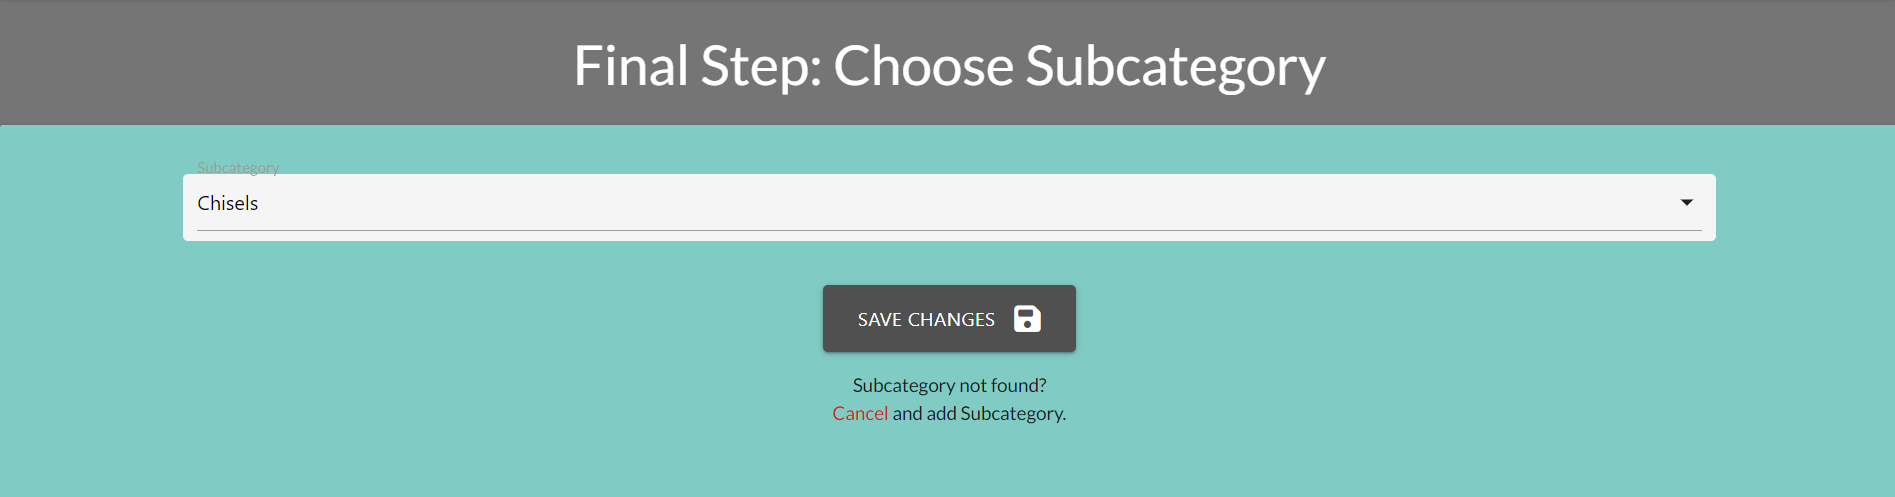 Final Step: Choose Subcategory
Subcategory
Chisels
SAVE CHANGES
Subcategory not found?
Cancel and add Subcategory.